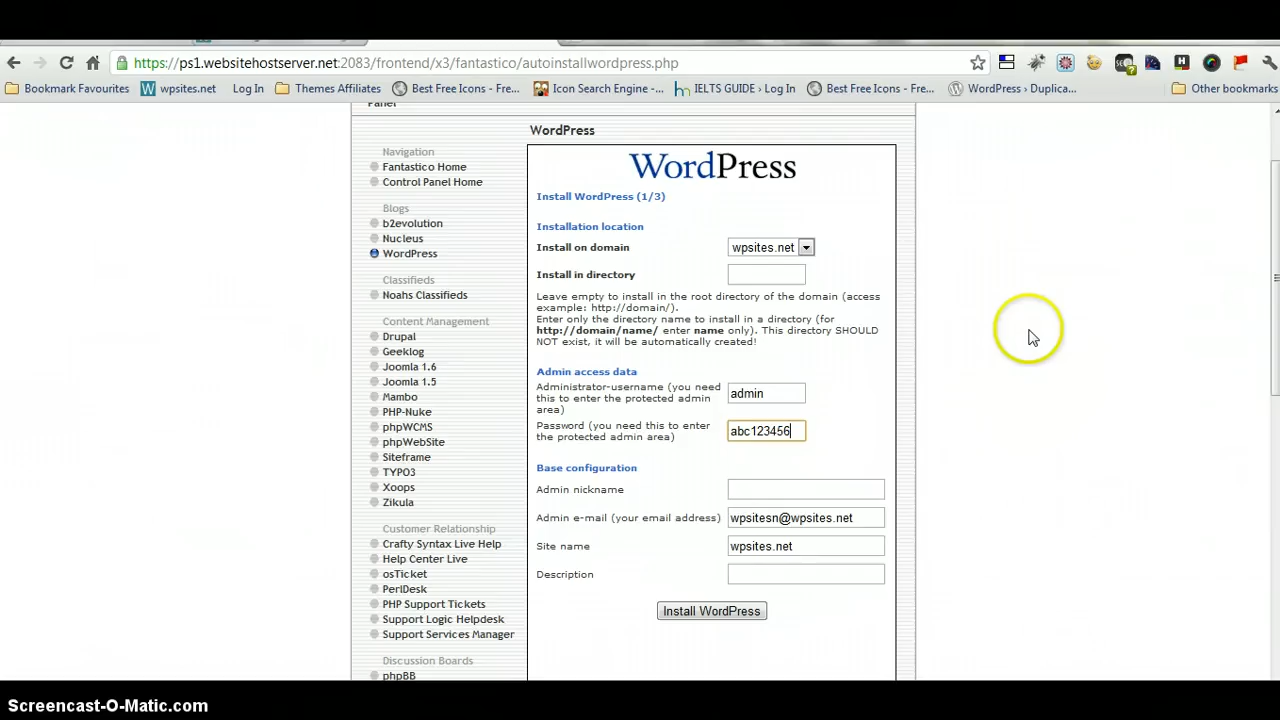 https://ps1.websitehostserver.net:2083/frontend/x3/fantastico/autoinstallwordpress.php
Bookmark Favourites
wpsites.net
Log In
Themes Affiliates
Best Free Icons - Fre...
Icon Search Engine -...
IELTS GUIDE › Log In
Best Free Icons - Fre...
WordPress › Duplica...
Other bookmarks
Panel
WordPress
Navigation
Fantastico Home
Control Panel Home
Blogs
b2evolution
Nucleus
WordPress
Classifieds
Noahs Classifieds
Content Management
Drupal
Geeklog
Joomla 1.6
Joomla 1.5
Mambo
PHP-Nuke
phpWCMS
phpWebSite
Siteframe
TYPO3
Xoops
Zikula
Customer Relationship
Crafty Syntax Live Help
Help Center Live
osTicket
PerlDesk
PHP Support Tickets
Support Logic Helpdesk
Support Services Manager
Discussion Boards
phpBB
WordPress
Install WordPress (1/3)
Installation location
Install on domain
wpsites.net
Install in directory
Leave empty to install in the root directory of the domain (access
example: http://domain/).
Enter only the directory name to install in a directory (for
http://domain/name/ enter name only). This directory SHOULD
NOT exist, it will be automatically created!
Admin access data
Administrator-username (you need
this to enter the protected admin
area)
admin
Password (you need this to enter
the protected admin area)
abc123456
Base configuration
Admin nickname
Admin e-mail (your email address)
wpsitesn@wpsites.net
Site name
wpsites.net
Description
Install WordPress
Screencast-O-Matic.com